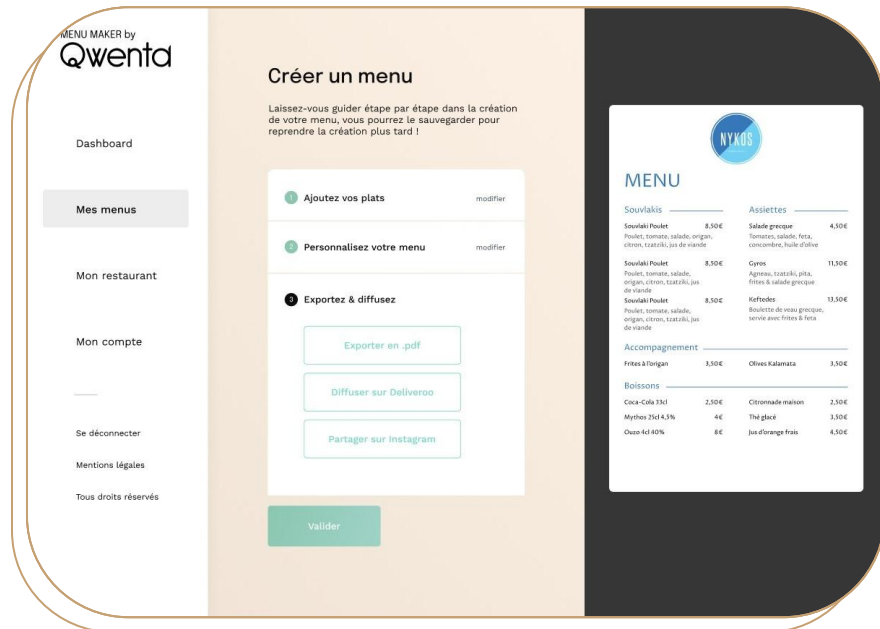 MENU MAKER by
Qwenta
Dashboard
Mes menus
Mon restaurant
Mon compte
Se déconnecter
Mentions légales
Tous droits réservés
Créer un menu
Laissez-vous guider étape par étape dans la création
de votre menu, vous pourrez le sauvegarder pour
reprendre la création plus tard !
1 Ajoutez vos plats modifier
2 Personnalisez votre menu modifier
3 Exportez & diffusez
Exporter en .pdf
Diffuser sur Deliveroo
Partager sur Instagram
Valider
NYKOS
MENU
Souvlakis
Souvlaki Poulet 8,50€
Poulet, tomate, salade, origan,
citron, tzatziki, jus de viande
Souvlaki Poulet 8,50€
Poulet, tomate, salade,
origan, citron, tzatziki, jus
de viande
Souvlaki Poulet 8,50€
Poulet, tomate, salade,
origan, citron, tzatziki, jus
de viande
Assiettes
Salade grecque 4,50€
Tomates, salade, feta,
concombre, huile d'olive
Gyros 11,50€
Agneau, tzatziki, pita,
frites & salade grecque
Keftedes 13,50€
Boulette de veau grecque,
servie avec frites & feta
Accompagnement
Frites à l'origan 3,50€
Olives Kalamata 3,50€
Boissons
Coca-Cola 33cl 2,50€
Mythos 25cl 4,5% 4€
Ouzo 4cl 40% 8€
Citronnade maison 2,50€
Thé glacé 3,50€
Jus d'orange frais 4,50€